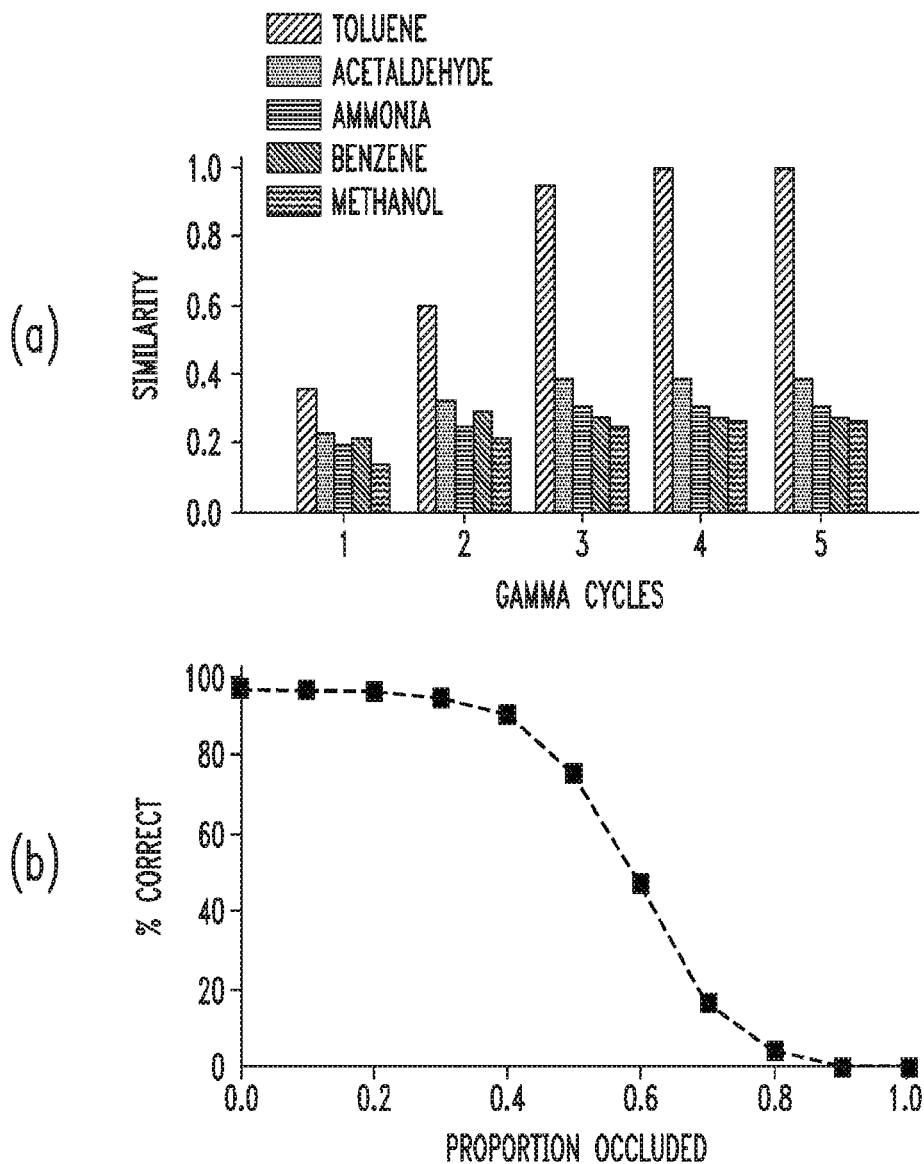 TOLUENE
ACETALDEHYDE
AMMONIA
BENZENE
METHANOL
(a)
SIMILARITY
1.0
0.8
0.6
0.4
0.2
0.0
1 2 3 4 5
GAMMA CYCLES
(b)
% CORRECT
100
80
60
40
20
0
0.0 0.2 0.4 0.6 0.8 1.0
PROPORTION OCCLUDED